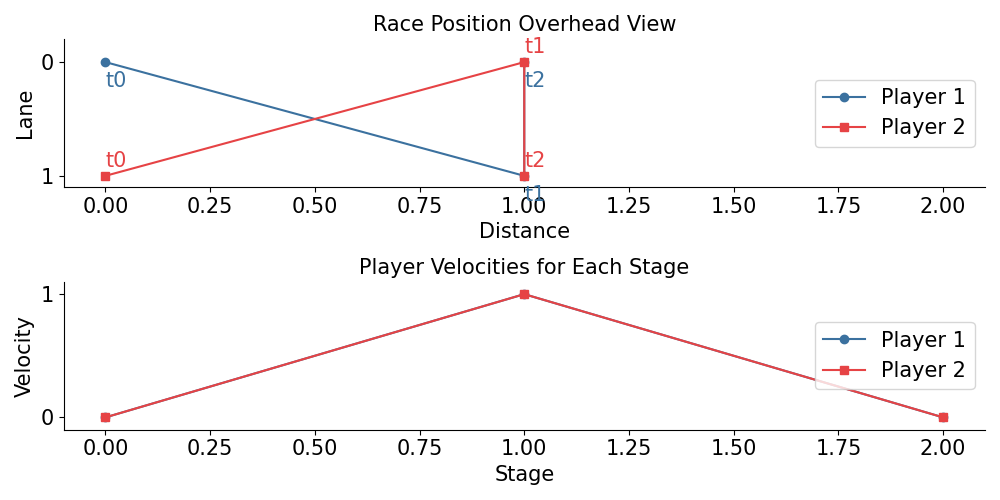 Race Position Overhead View
t1
0
t0
t2
Player 1
Lane
Player 2
t0
t2
1
t1
0.00 0.25 0.50 0.75 1.00 1.25 1.50 1.75 2.00
Distance
Player Velocities for Each Stage
1
Player 1
Velocity
Player 2
0
0.00 0.25 0.50 0.75 1.00 1.25 1.50 1.75 2.00
Stage